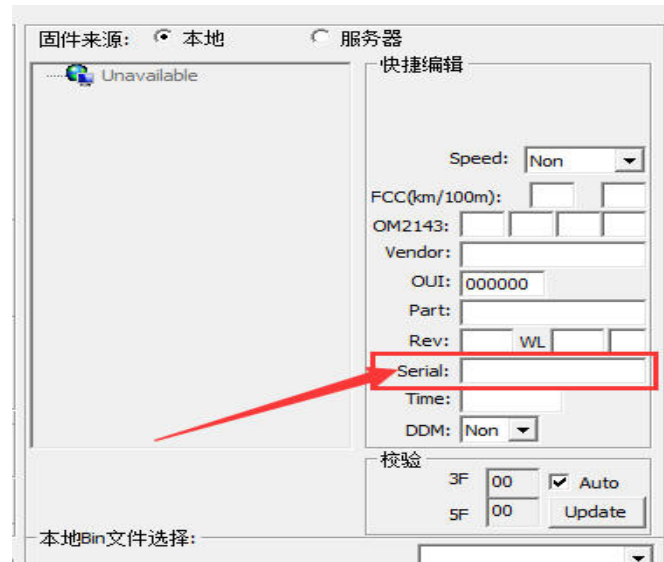 固件来源: 本地 服务器
Unavailable
快捷编辑
Speed: Non
FCC(km/100m):
OM2143:
Vendor:
OUI: 000000
Part:
Rev: WL
Serial:
Time:
DDM: Non
校验
3F 00 Auto
5F 00 Update
本地Bin文件选择: